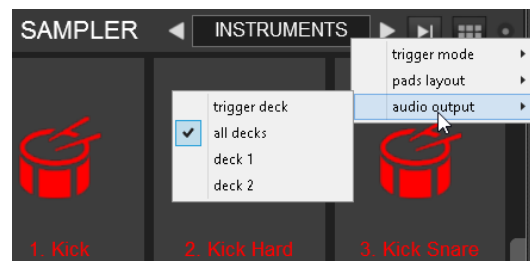 SAMPLER
INSTRUMENTS
trigger mode
pads layout
audio output
trigger deck
all decks
deck 1
deck 2
1. Kick
2. Kick Hard
3. Kick Snare